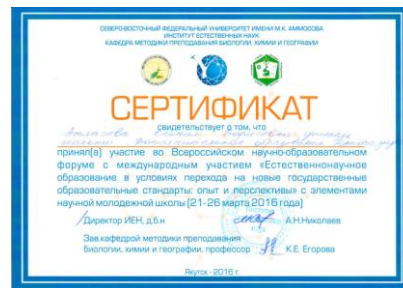 СЕВЕРО-ВОСТОЧНЫЙ ФЕДЕРАЛЬНЫЙ УНИВЕРСИТЕТ ИМЕНИ М.К. АММОСОВА
ИНСТИТУТ ЕСТЕСТВЕННЫХ НАУК
КАФЕДРА МЕТОДИКИ ПРЕПОДАВАНИЯ БИОЛОГИИ, ХИМИИ И ГЕОГРАФИИ
СЕРТИФИКАТ
свидетельствует о том, что
принял(а) участие во Всероссийском научно-образовательном
форуме с международным участием «Естественнонаучное
образование в условиях перехода на новые государственные
образовательные стандарты: опыт и перспективы» с элементами
научной молодежной школы (21-26 марта 2016 года)
Директор ИЕН, д.б.н А.Н.Николаев
Зав.кафедрой методики преподавания
биологии, химии и географии, профессор К.Е. Егорова
Якутск - 2016 г.